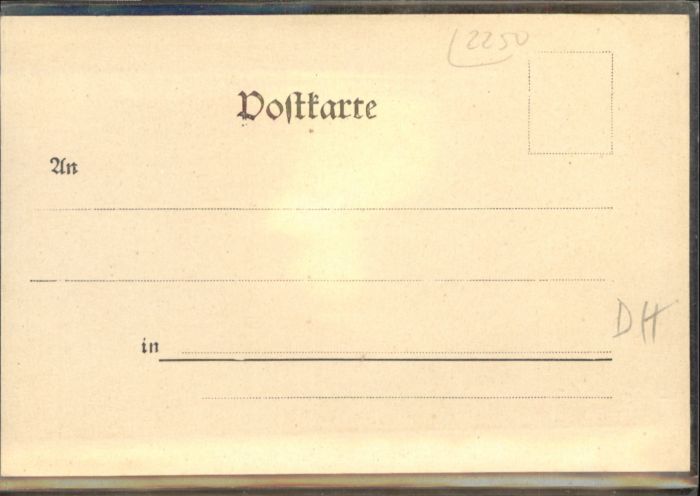 2250
Postkarte
An
DH
in